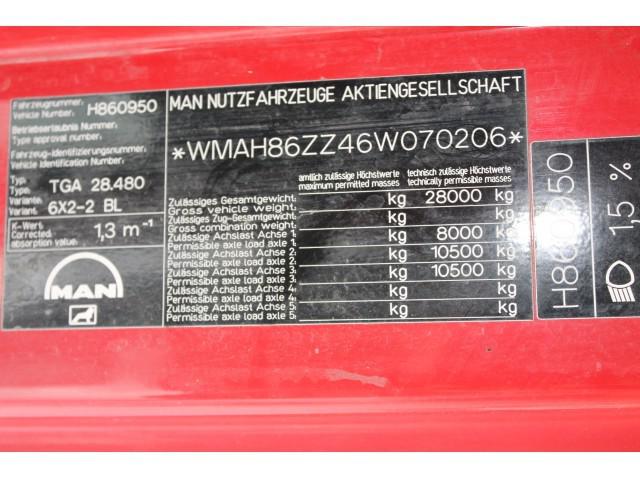 Fahrzeugnummer:
Vehicle Number: H860950
Betriebserlaubnis Nummer:
Type approval number:
Fahrzeug-Identifizierungsnummer:
Vehicle Identification Number:
Typ:
Type: TGA 28.480
Variante:
Variant: 6X2-2 BL
K-Wert:
Corrected absorption value: 1,3 m⁻¹
MAN
MAN NUTZFAHRZEUGE AKTIENGESELLSCHAFT
*WMAH86ZZ46W070206*
amtlich zulässige Höchstwerte technisch zulässige Höchstwerte
maximum permitted masses technically permissible masses
Zulässiges Gesamtgewicht: kg 28000 kg
Gross vehicle weight:
Zulässiges Zug-Gesamtgewicht: kg kg
Gross combination weight:
Zulässige Achslast Achse 1: kg 8000 kg
Permissible axle load axle 1:
Zulässige Achslast Achse 2: kg 10500 kg
Permissible axle load axle 2:
Zulässige Achslast Achse 3: kg 10500 kg
Permissible axle load axle 3:
Zulässige Achslast Achse 4: kg kg
Permissible axle load axle 4:
Zulässige Achslast Achse 5: kg kg
Permissible axle load axle 5:
1,5 %